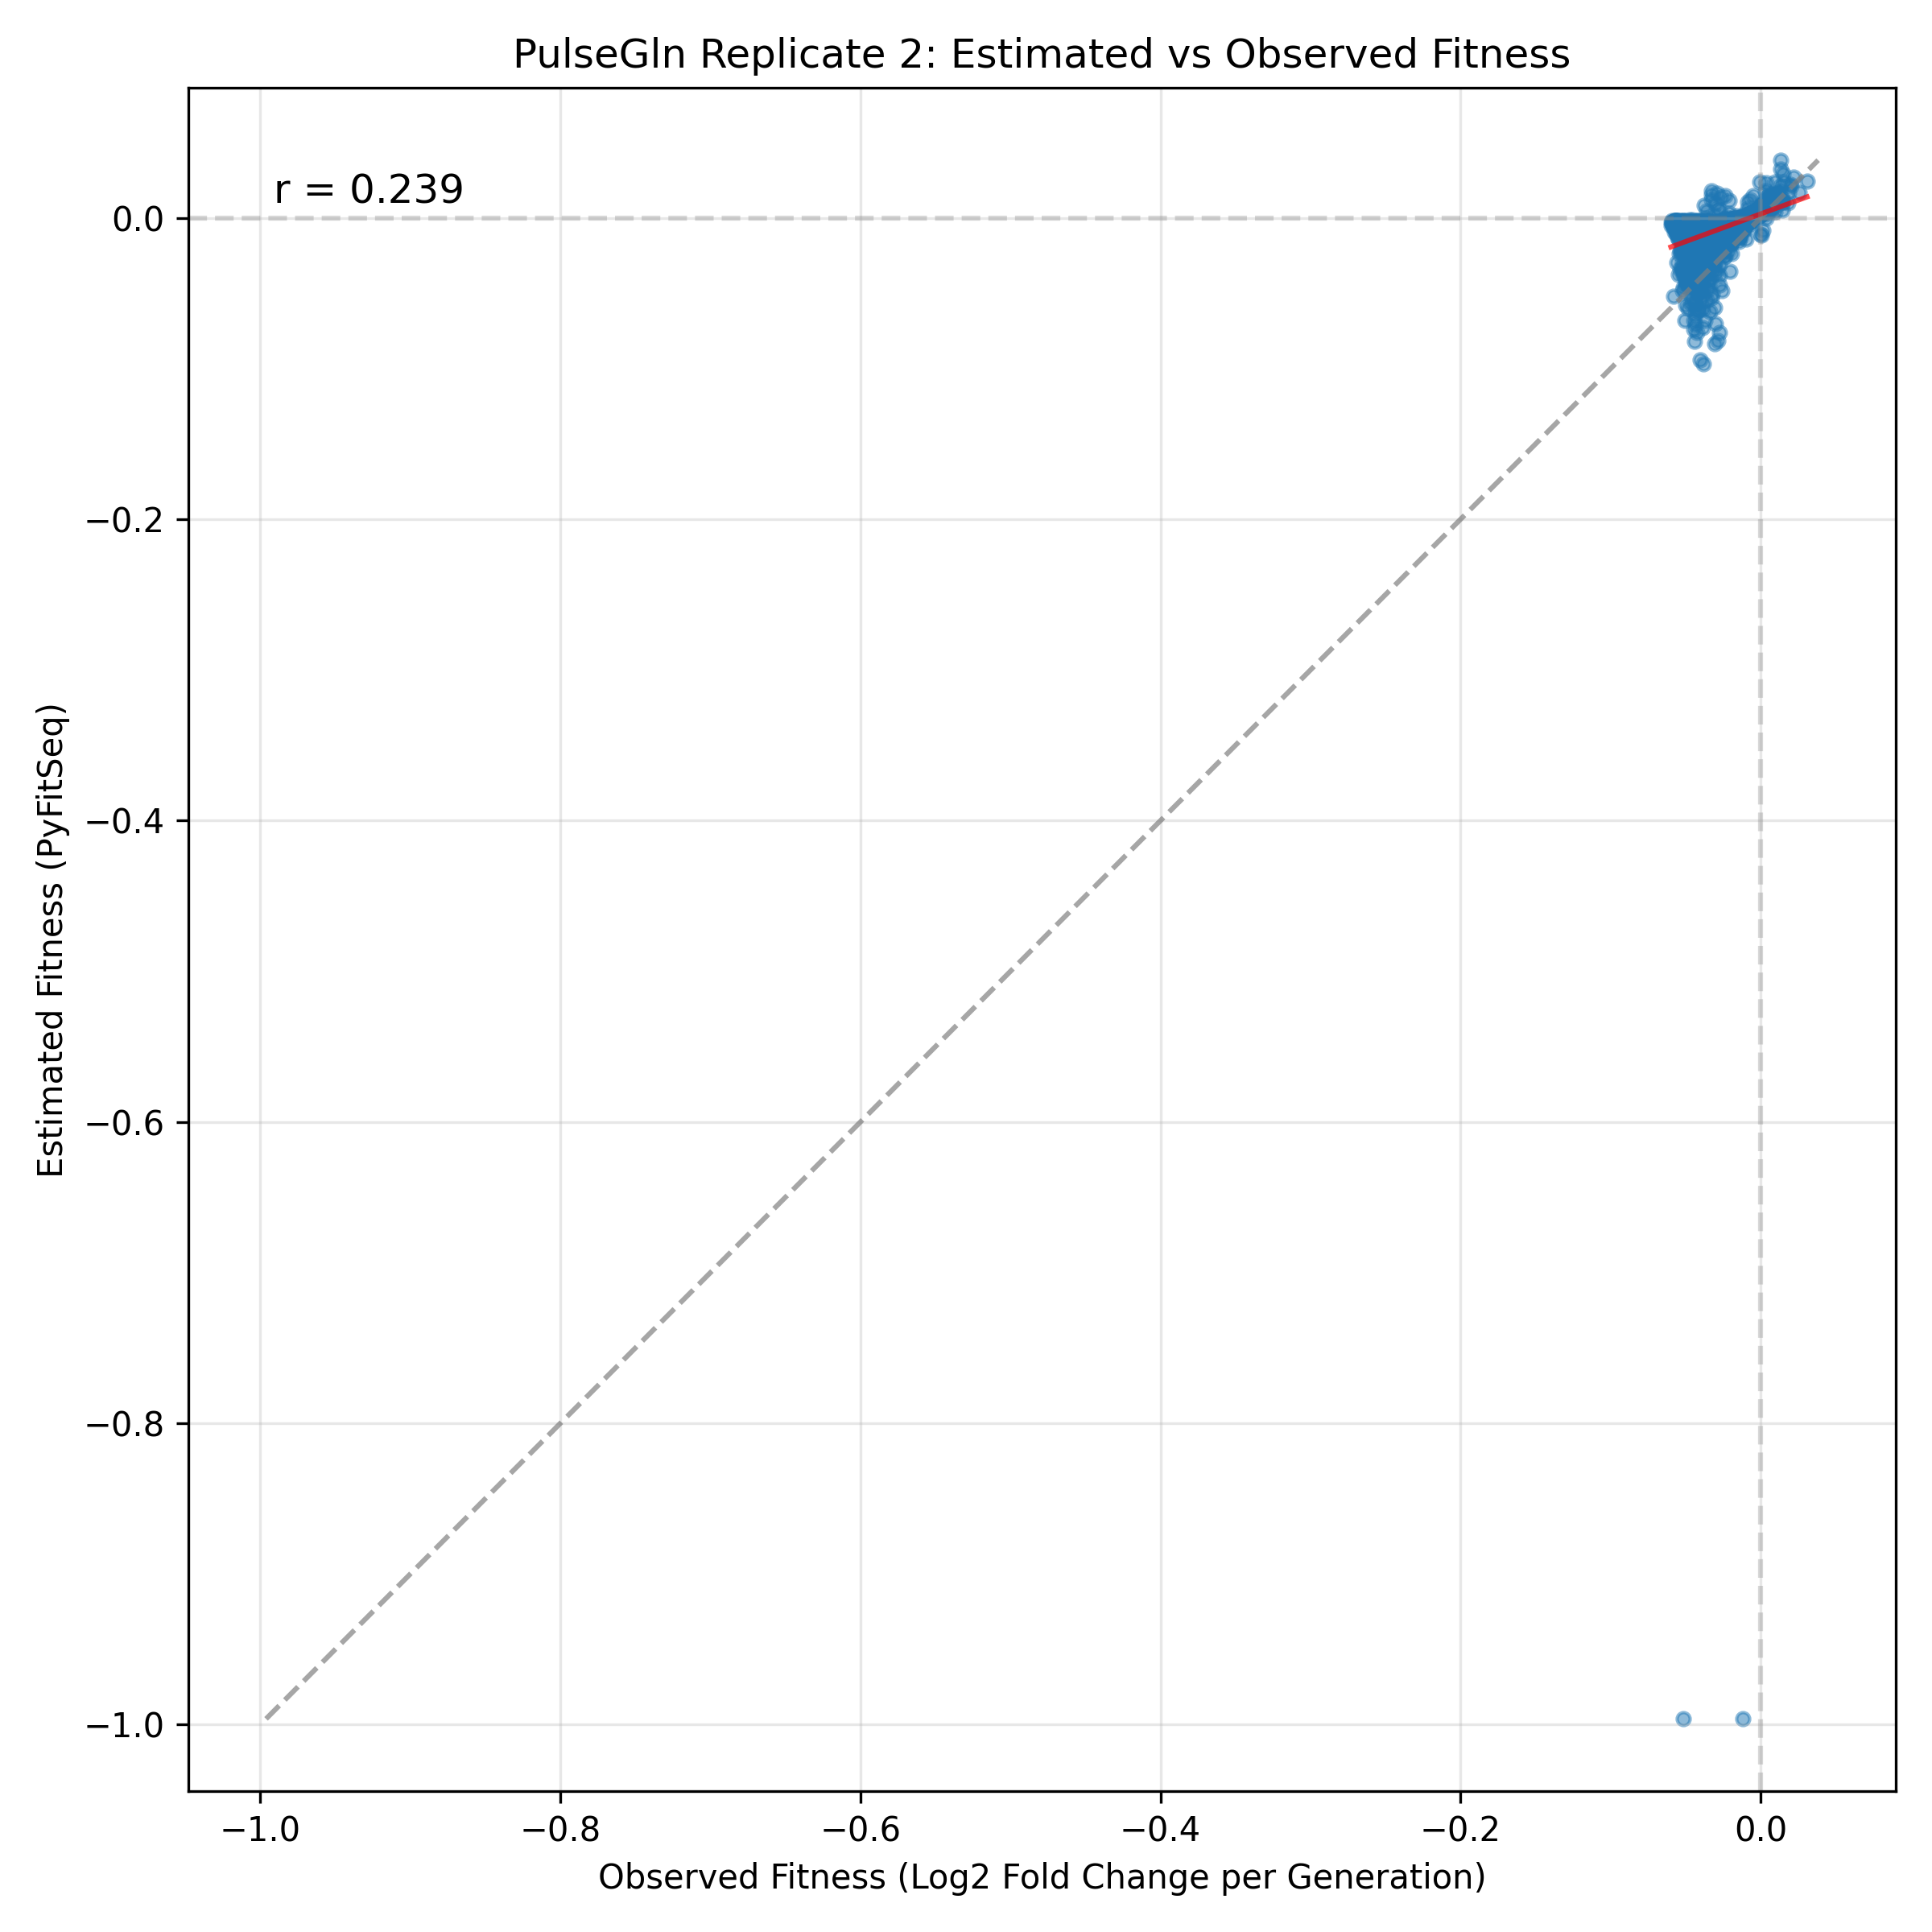 PulseGln Replicate 2: Estimated vs Observed Fitness
r = 0.239
Estimated Fitness (PyFitSeq)
0.0
−0.2
−0.4
−0.6
−0.8
−1.0
−1.0 −0.8 −0.6 −0.4 −0.2 0.0
Observed Fitness (Log2 Fold Change per Generation)